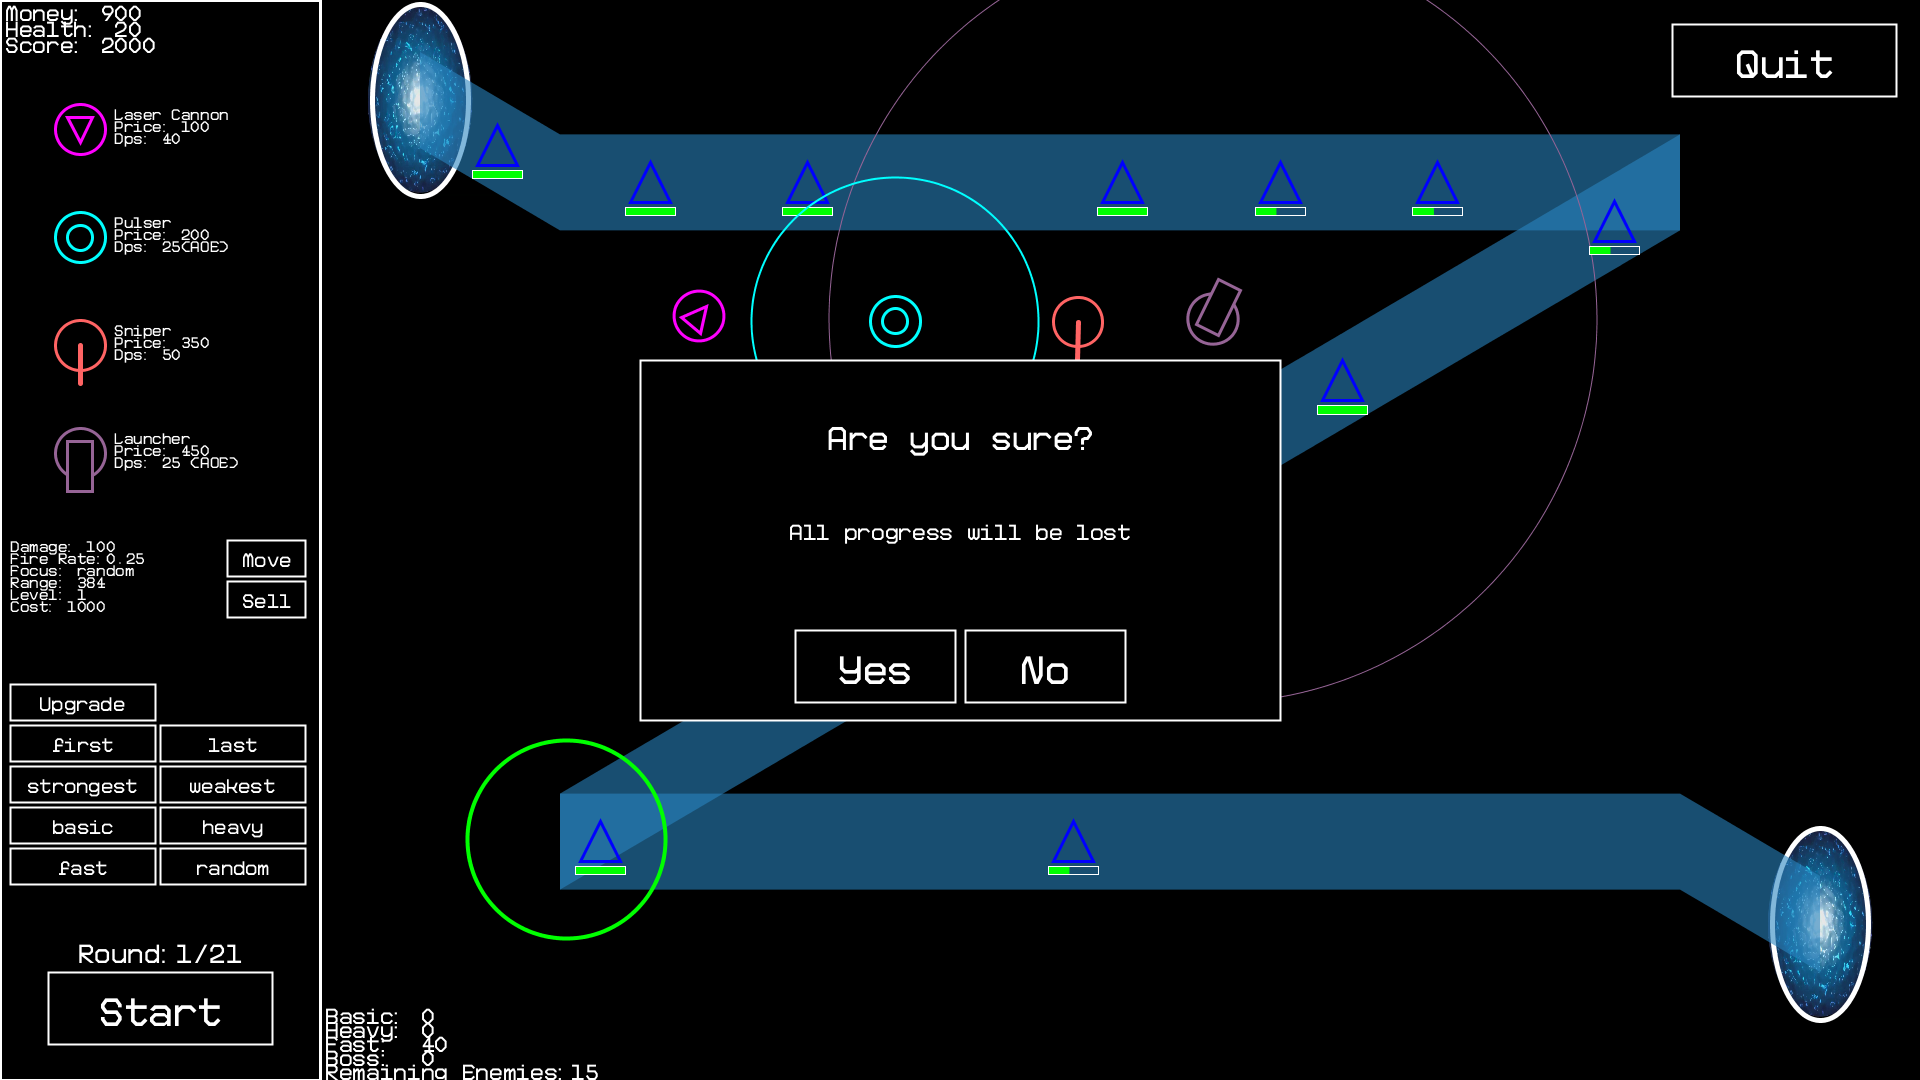 Money: 900
Health: 20
Score: 2000
Quit
Laser Cannon
Price: 100
Dps: 40
Pulser
Price: 200
Dps: 25(AOE)
Sniper
Price: 350
Dps: 50
Launcher
Price: 450
Dps: 25 (AOE)
Are you sure?
All progress will be lost
Yes No
Damage: 100
Fire Rate: 0.25
Focus: random
Range: 384
Level: 1
Cost: 1000
Move
Sell
Upgrade
first last
strongest weakest
basic heavy
fast random
Round: 1/21
Start
Basic: 0
Heavy: 0
Fast: 40
Boss: 0
Remaining Enemies: 15